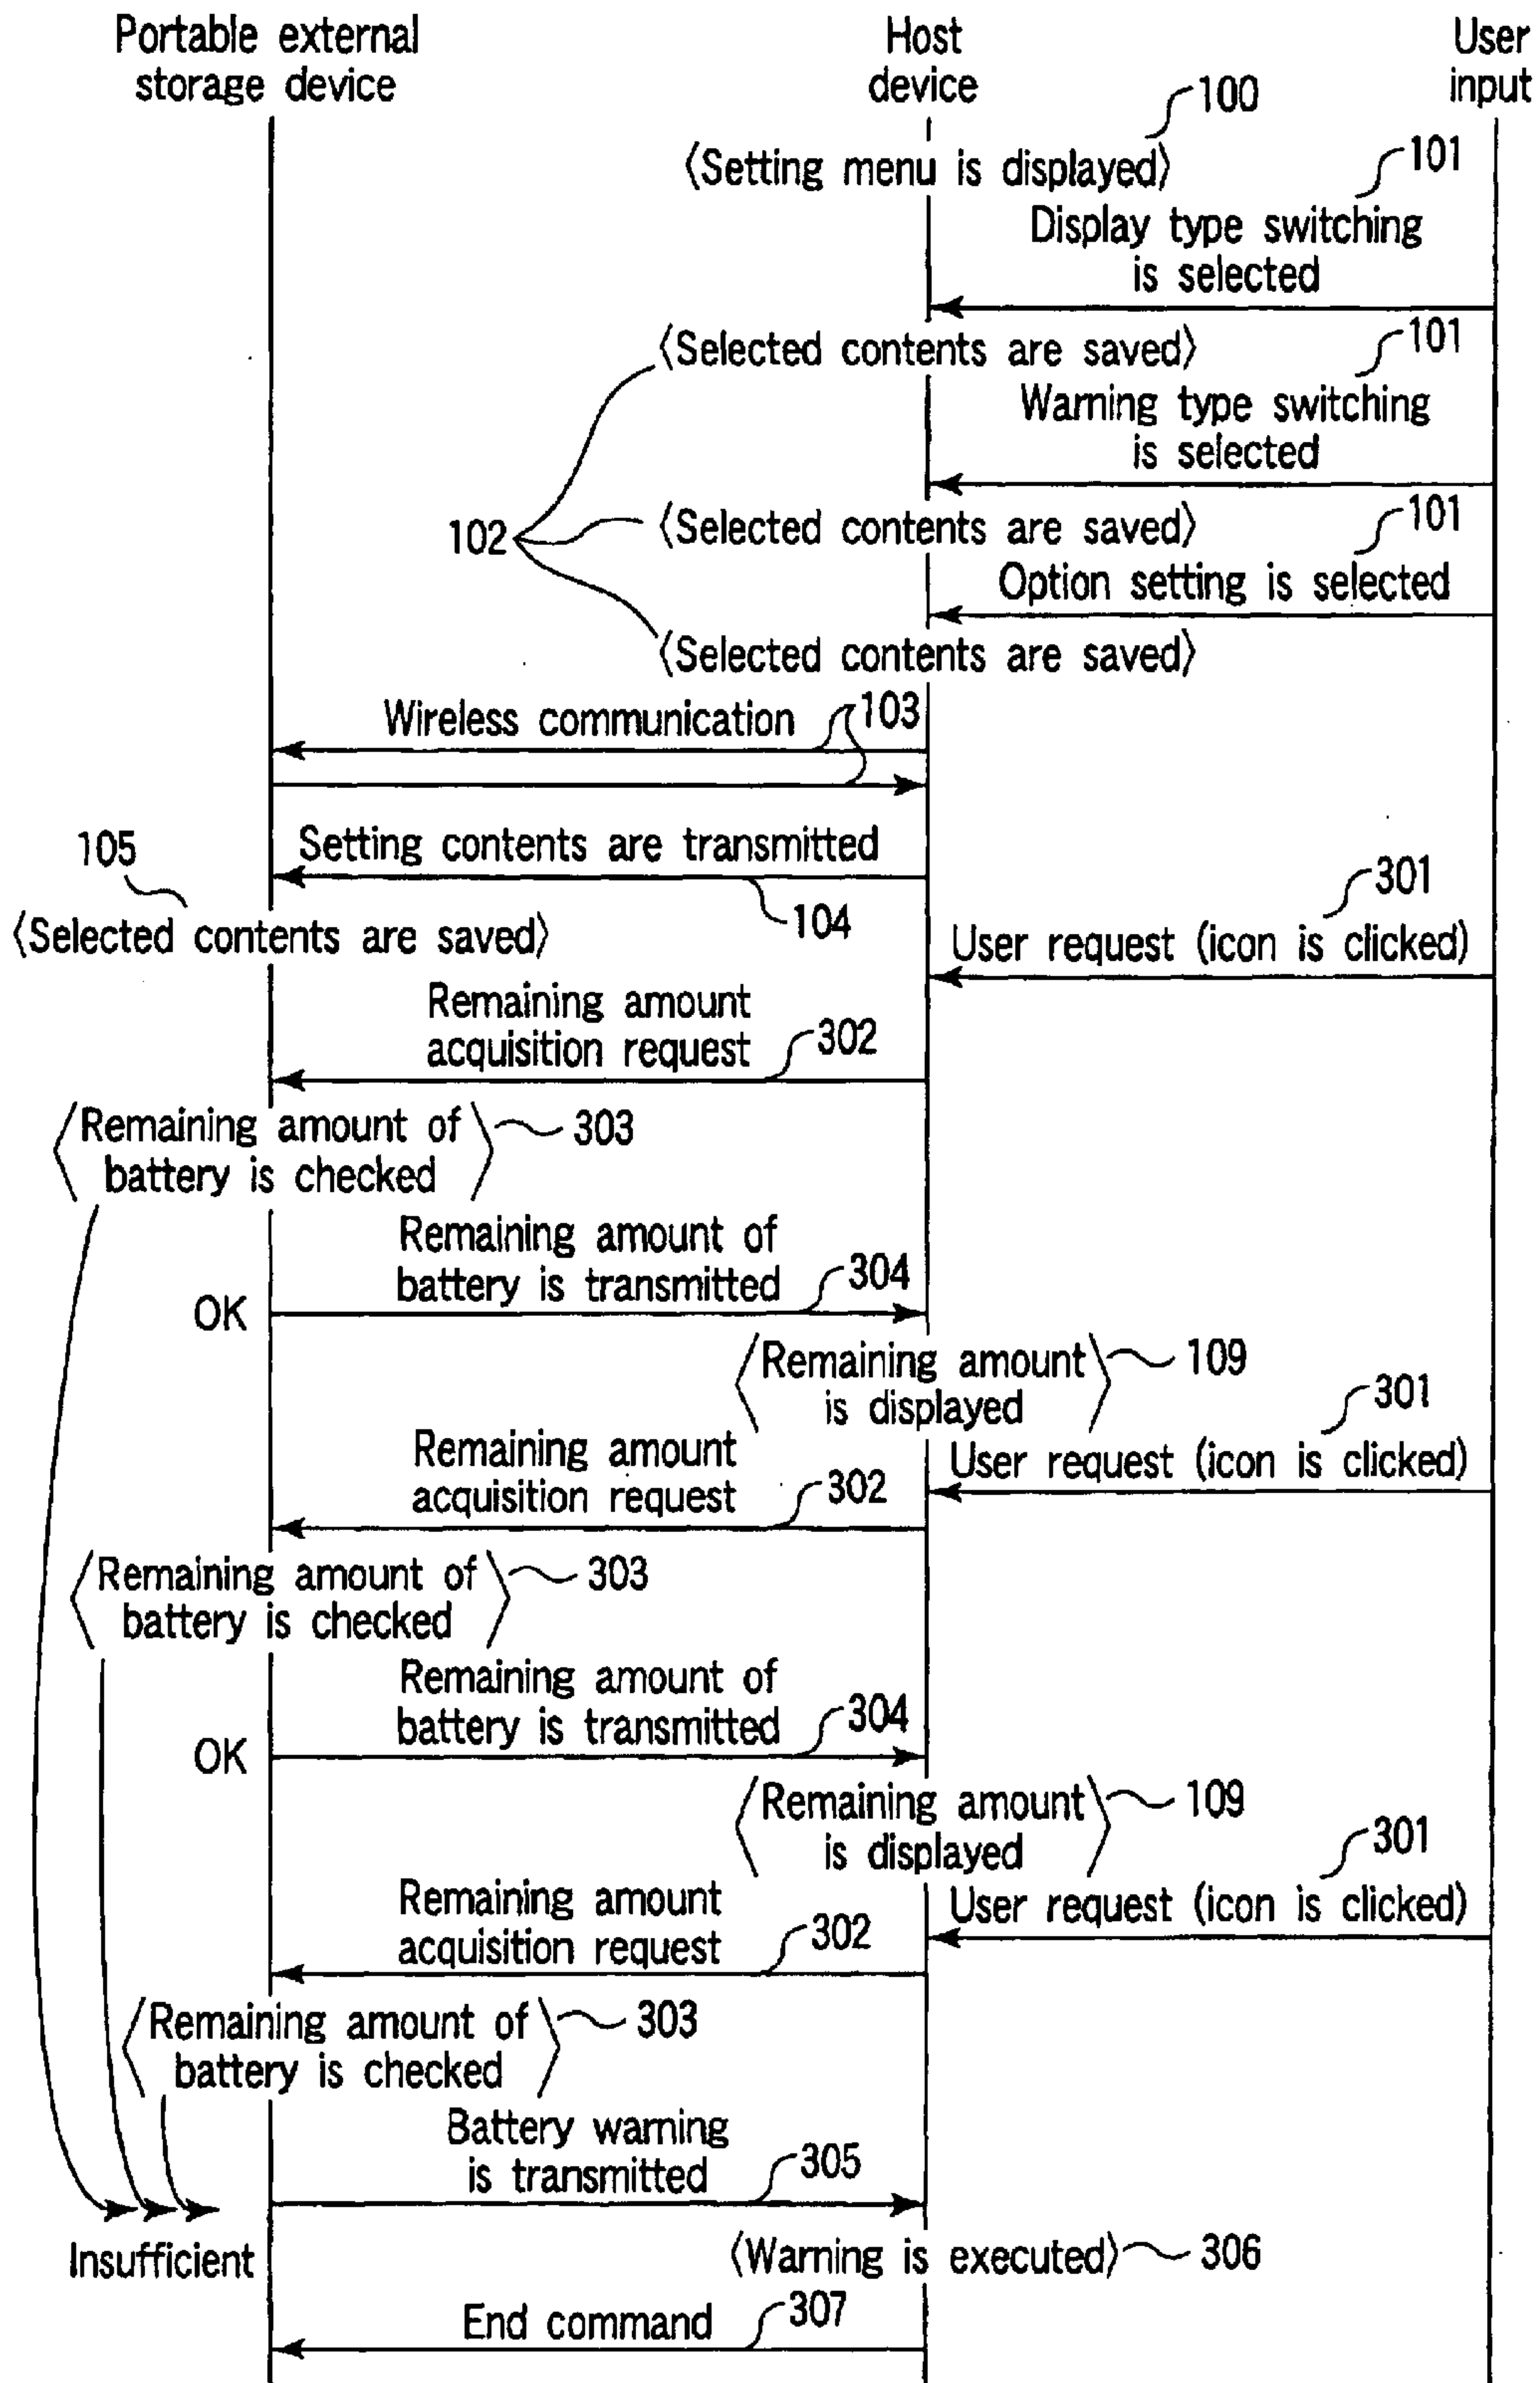 Portable external
storage device
Host
device
User
input
100
〈Setting menu is displayed〉
101
Display type switching
is selected
〈Selected contents are saved〉
101
Warning type switching
is selected
102
〈Selected contents are saved〉
101
Option setting is selected
〈Selected contents are saved〉
Wireless communication
103
Setting contents are transmitted
105
104
〈Selected contents are saved〉
301
User request (icon is clicked)
Remaining amount
acquisition request
302
〈Remaining amount of
battery is checked〉
303
Remaining amount of
battery is transmitted
304
OK
〈Remaining amount
is displayed〉
109
301
User request (icon is clicked)
Remaining amount
acquisition request
302
〈Remaining amount of
battery is checked〉
303
Remaining amount of
battery is transmitted
304
OK
〈Remaining amount
is displayed〉
109
301
User request (icon is clicked)
Remaining amount
acquisition request
302
〈Remaining amount of
battery is checked〉
303
Battery warning
is transmitted
305
Insufficient
〈Warning is executed〉
306
End command
307